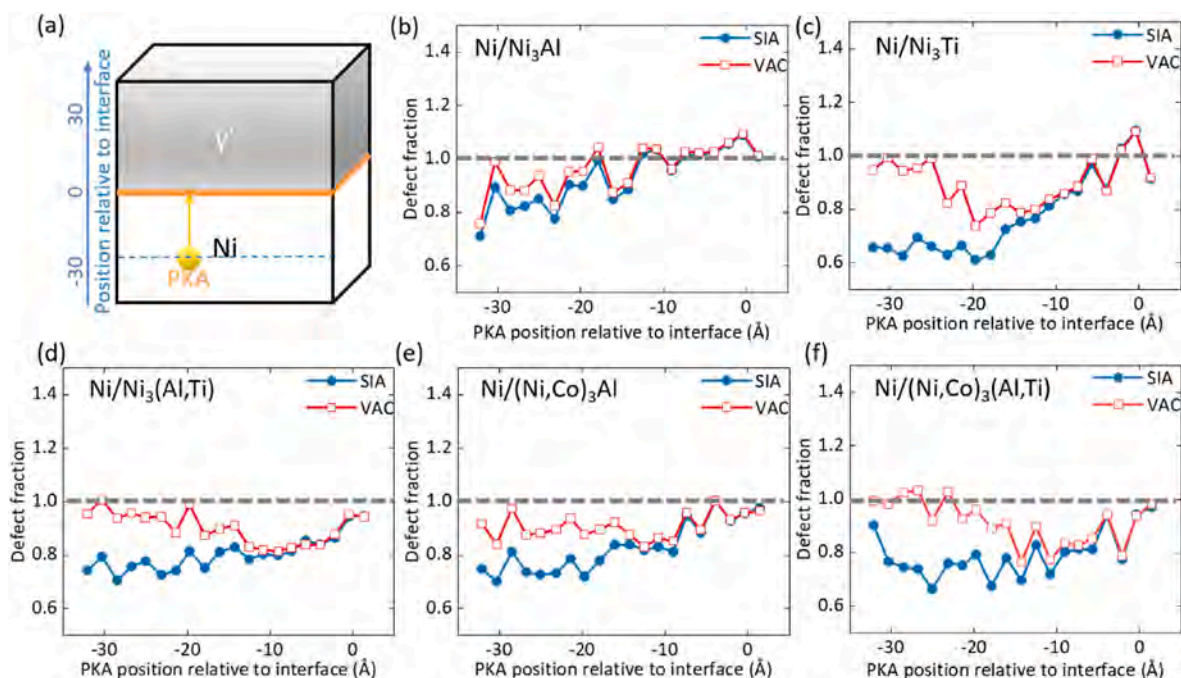 (a)
Position relative to interface
30
0
-30
γ'
Ni
PKA
(b)
Ni/Ni₃Al
SIA
VAC
Defect fraction
1.4
1.2
1.0
0.8
0.6
-30 -20 -10 0
PKA position relative to interface (Å)
(c)
Ni/Ni₃Ti
SIA
VAC
Defect fraction
1.4
1.2
1.0
0.8
0.6
-30 -20 -10 0
PKA position relative to interface (Å)
(d)
Ni/Ni₃(Al,Ti)
SIA
VAC
Defect fraction
1.4
1.2
1.0
0.8
0.6
-30 -20 -10 0
PKA position relative to interface (Å)
(e)
Ni/(Ni,Co)₃Al
SIA
VAC
Defect fraction
1.4
1.2
1.0
0.8
0.6
-30 -20 -10 0
PKA position relative to interface (Å)
(f)
Ni/(Ni,Co)₃(Al,Ti)
SIA
VAC
Defect fraction
1.4
1.2
1.0
0.8
0.6
-30 -20 -10 0
PKA position relative to interface (Å)